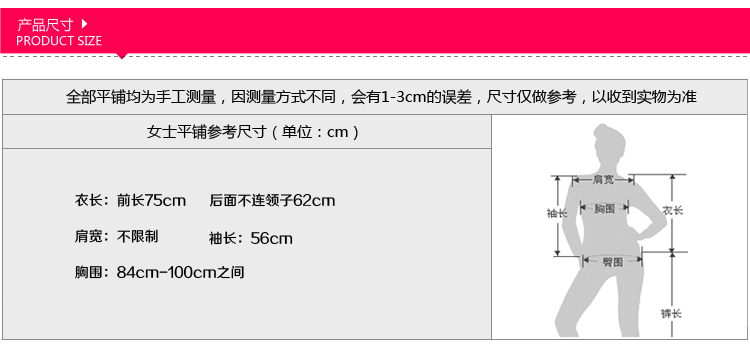 产品尺寸
PRODUCT SIZE
全部平铺均为手工测量，因测量方式不同，会有1-3cm的误差，尺寸仅做参考，以收到实物为准
女士平铺参考尺寸（单位：cm）
衣长：前长75cm 后面不连领子62cm
肩宽：不限制 袖长：56cm
胸围：84cm-100cm之间
肩宽
袖长 胸围 衣长
臀围
裤长